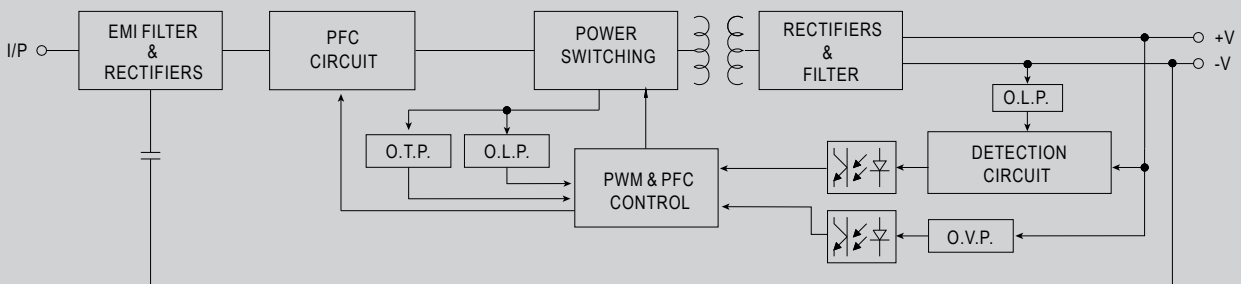 I/P
EMI FILTER
&
RECTIFIERS
PFC
CIRCUIT
POWER
SWITCHING
RECTIFIERS
&
FILTER
+V
-V
O.L.P.
O.T.P.
O.L.P.
PWM & PFC
CONTROL
DETECTION
CIRCUIT
O.V.P.